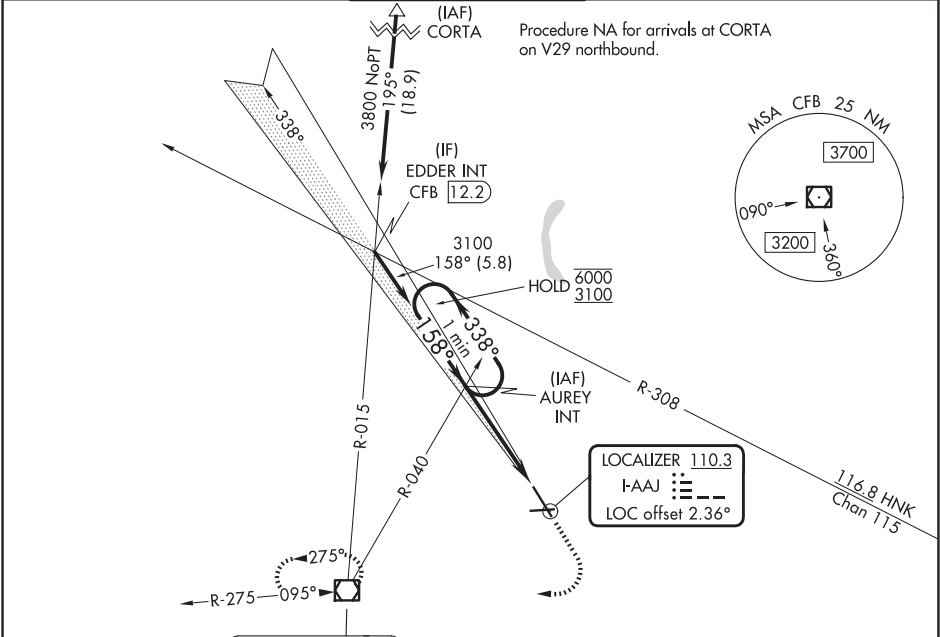 (IAF)
CORTA
Procedure NA for arrivals at CORTA
on V29 northbound.
3800 NoPT
195°
(18.9)
338°
MSA CFB 25 NM
3700
090°
3200
360°
(IF)
EDDER INT
CFB 12.2
3100
158° (5.8)
HOLD 6000
3100
1 min
338°
158°
(IAF)
AUREY
INT
R-308
R-015
R-040
LOCALIZER 110.3
I-AAJ
LOC offset 2.36°
116.8 HNK
Chan 115
275°
R-275
095°